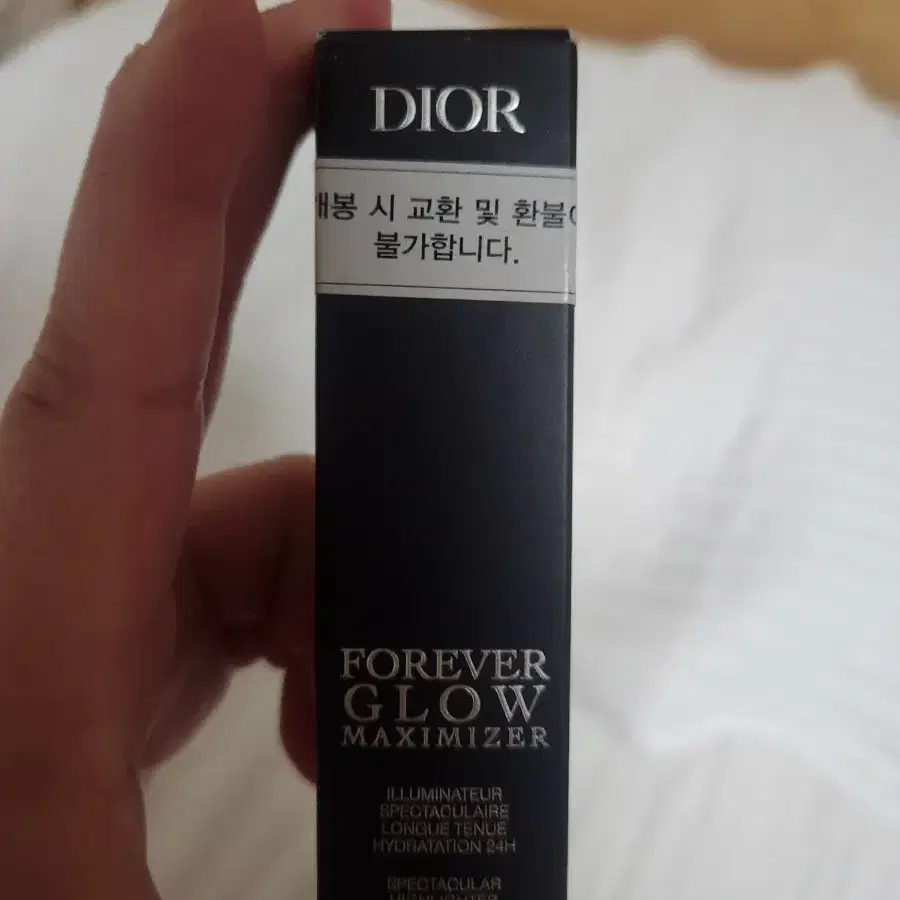 DIOR
개봉 시 교환 및 환불이
불가합니다.
FOREVER
GLOW
MAXIMIZER
ILLUMINATEUR
SPECTACULAIRE
LONGUE TENUE
HYDRATATION 24H
SPECTACULAR
HIGHLIGHTER